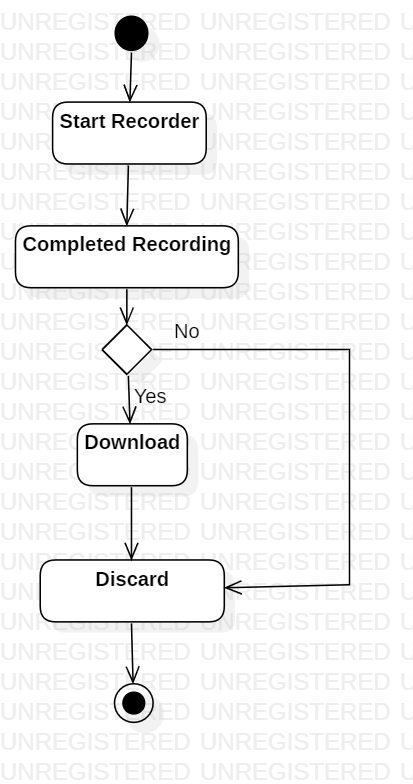 Start Recorder
Completed Recording
No
Yes
Download
Discard
UNREGISTERED UNREGISTERED